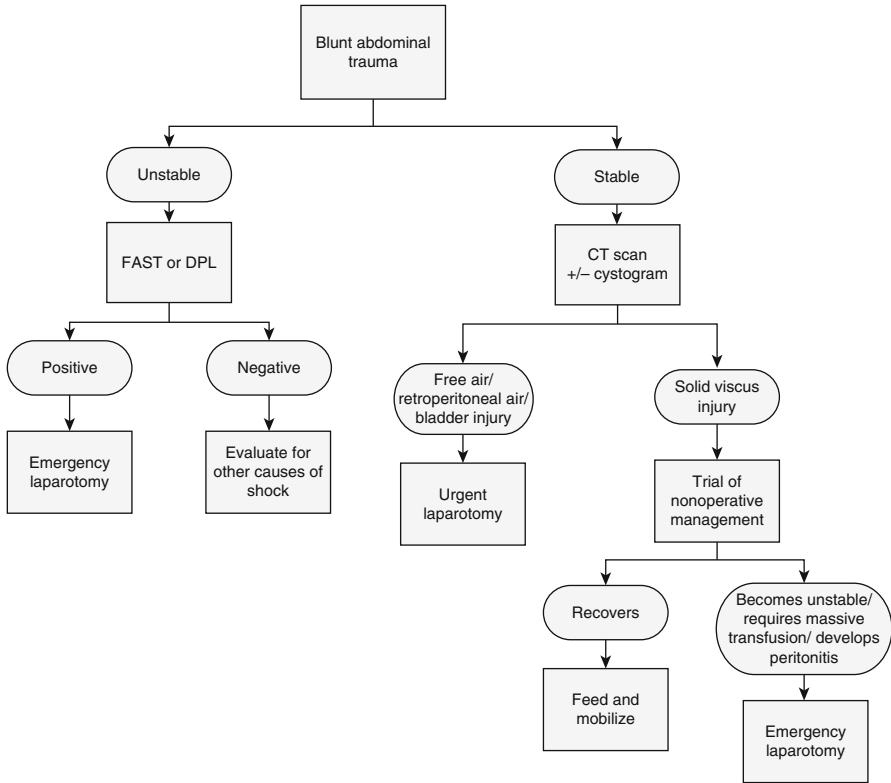 Blunt abdominal
trauma
Unstable
Stable
FAST or DPL
CT scan
+/– cystogram
Positive
Negative
Free air/
retroperitoneal air/
bladder injury
Solid viscus
injury
Emergency
laparotomy
Evaluate for
other causes of
shock
Urgent
laparotomy
Trial of
nonoperative
management
Recovers
Becomes unstable/
requires massive
transfusion/ develops
peritonitis
Feed and
mobilize
Emergency
laparotomy